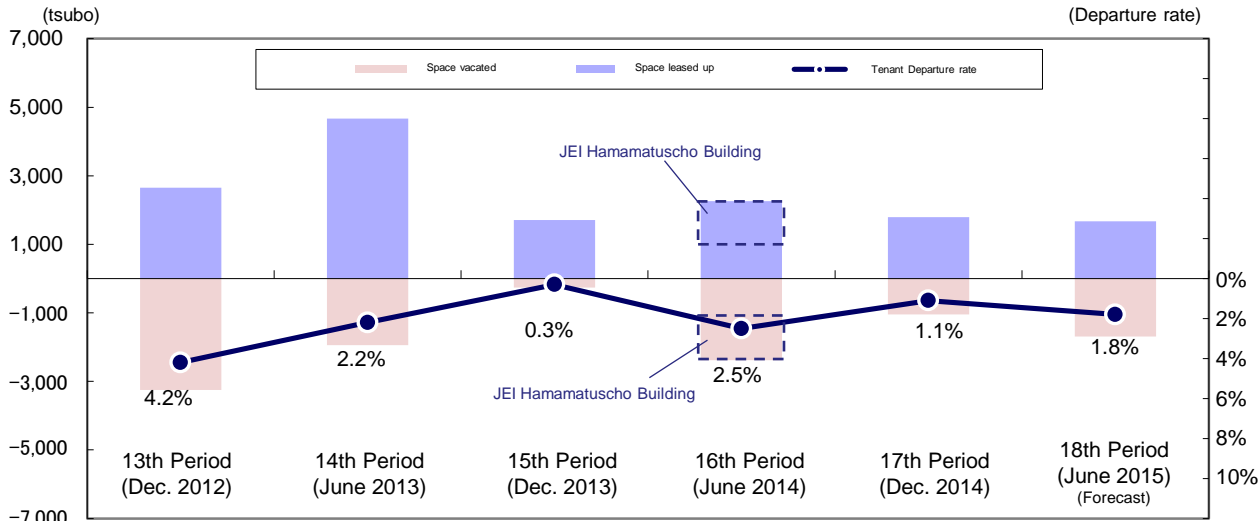 (tsubo)
(Departure rate)
7,000
Space vacated
Space leased up
Tenant Departure rate
5,000
JEI Hamamatuscho Building
3,000
1,000
0%
−1,000
2%
0.3%
1.1%
2.2%
1.8%
2.5%
4%
−3,000
4.2%
JEI Hamamatuscho Building
6%
−5,000
8%
10%
13th Period
(Dec. 2012)
14th Period
(June 2013)
15th Period
(Dec. 2013)
16th Period
(June 2014)
17th Period
(Dec. 2014)
18th Period
(June 2015)
(Forecast)
−7,000